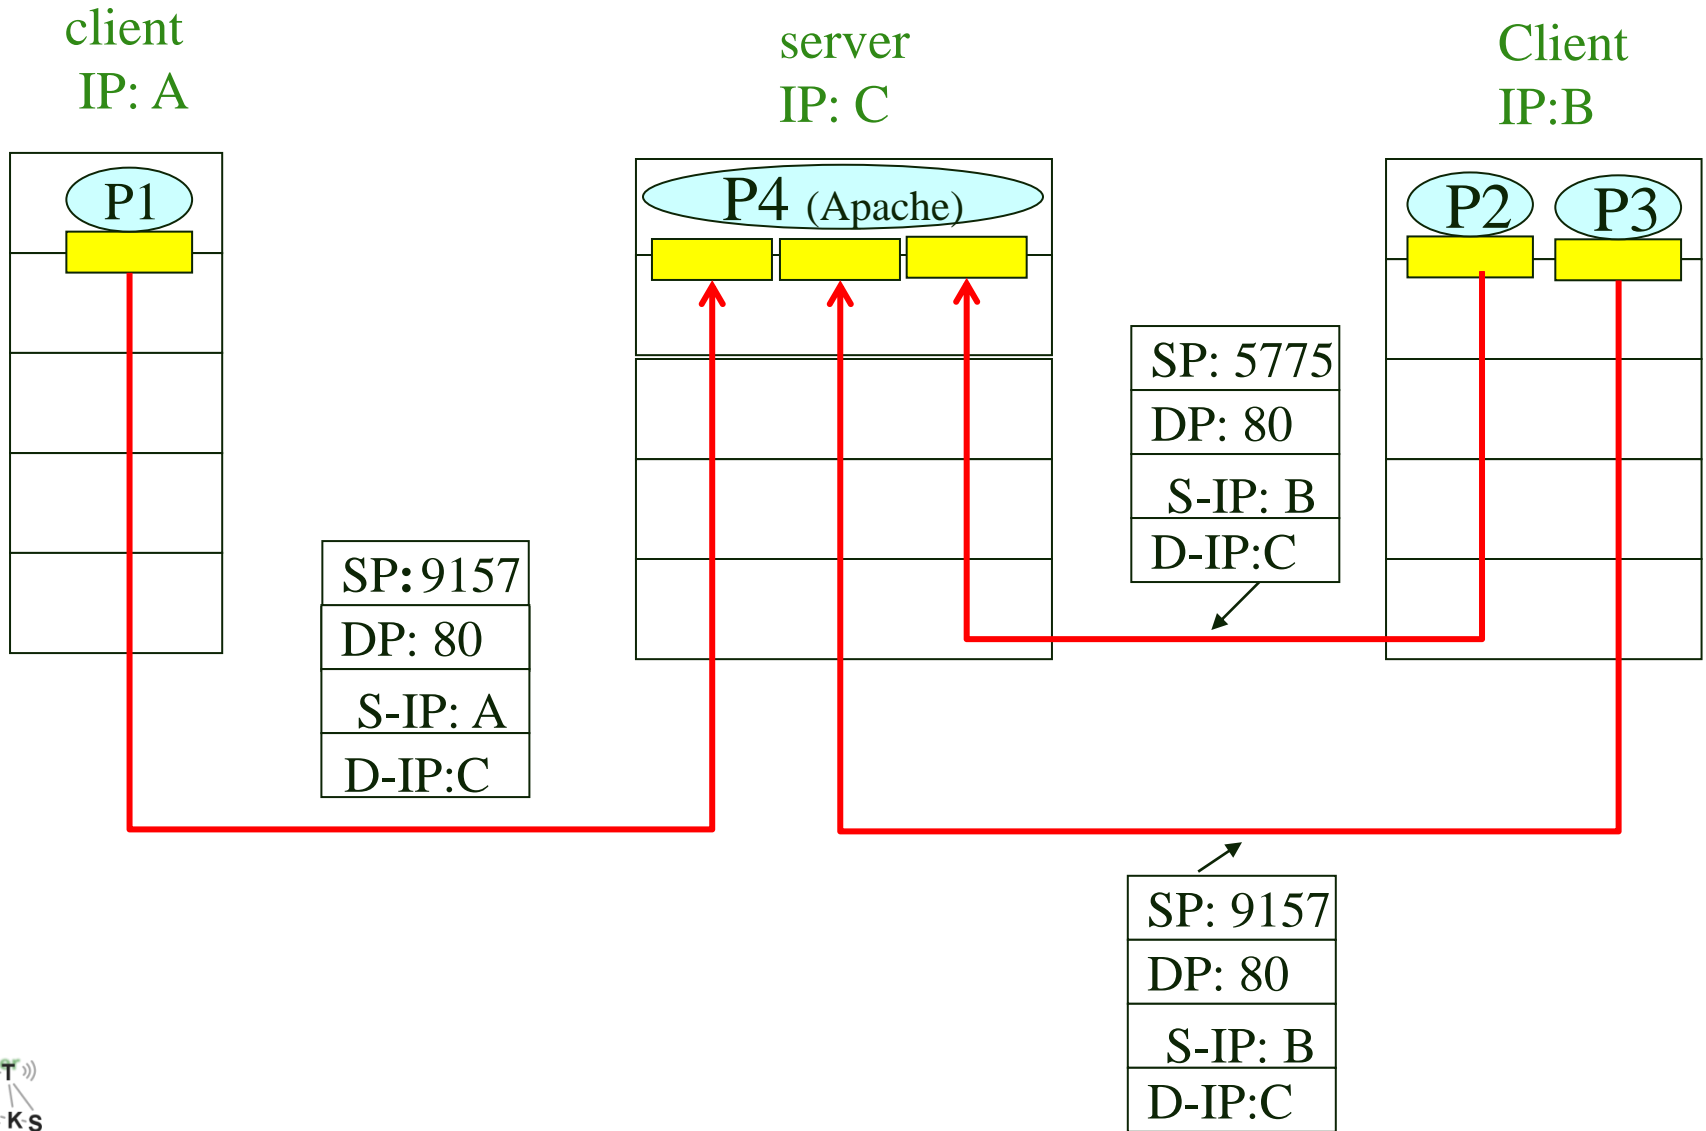 client
IP: A
server
IP: C
Client
IP:B
P1
P4 (Apache)
P2
P3
SP: 5775
DP: 80
S-IP: B
D-IP:C
SP: 9157
DP: 80
S-IP: A
D-IP:C
SP: 9157
DP: 80
S-IP: B
D-IP:C
T
K-S